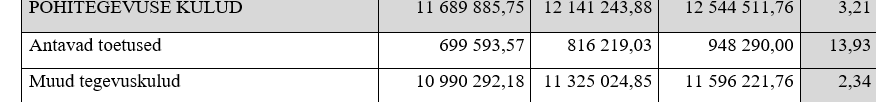 PÕHITEGEVUSE KULUD 11 689 885,75 12 141 243,88 12 544 511,76 3,21
Antavad toetused 699 593,57 816 219,03 948 290,00 13,93
Muud tegevuskulud 10 990 292,18 11 325 024,85 11 596 221,76 2,34